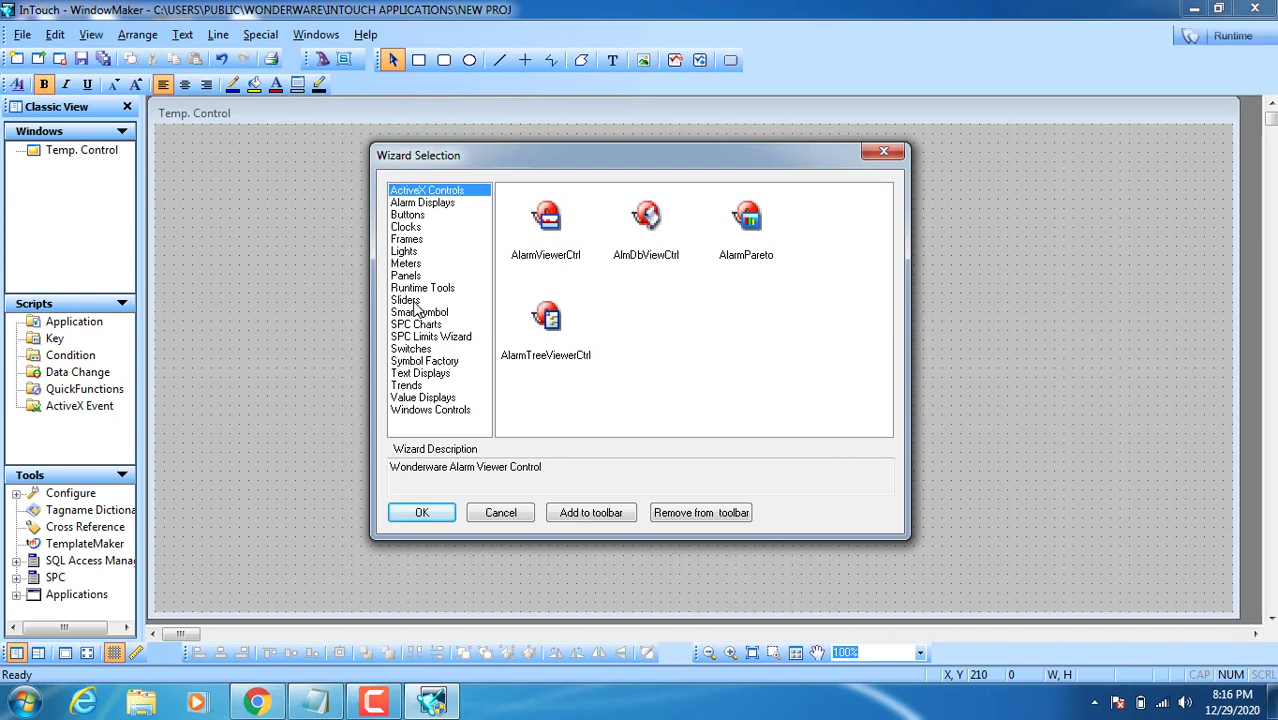 InTouch - WindowMaker - C:\USERS\PUBLIC\WONDERWARE\INTOUCH APPLICATIONS\NEW PROJ
File Edit View Arrange Text Line Special Windows Help
Runtime
Classic View
Temp. Control
Windows
Temp. Control
Wizard Selection
ActiveX Controls
Alarm Displays
Buttons
Clocks
Frames
Lights
Meters
Panels
Runtime Tools
Sliders
SmartSymbol
SPC Charts
SPC Limits Wizard
Switches
Symbol Factory
Text Displays
Trends
Value Displays
Windows Controls
AlarmViewerCtrl AlmDbViewCtrl AlarmPareto
AlarmTreeViewerCtrl
Wizard Description
Wonderware Alarm Viewer Control
OK Cancel Add to toolbar Remove from toolbar
Scripts
Application
Key
Condition
Data Change
QuickFunctions
ActiveX Event
Tools
Configure
Tagname Dictiona
Cross Reference
TemplateMaker
SQL Access Mana
SPC
Applications
100%
Ready X, Y 210 0 W, H CAP NUM SCRL
8:16 PM
12/29/2020